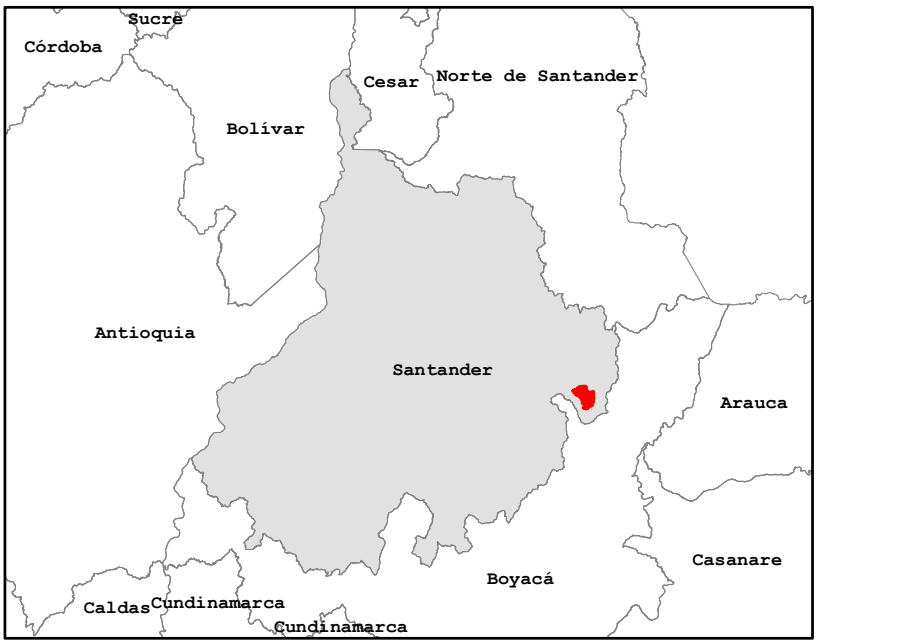 Sucre
Córdoba
Cesar
Norte de Santander
Bolívar
Antioquia
Santander
Arauca
Casanare
Boyacá
Caldas
Cundinamarca
Cundinamarca